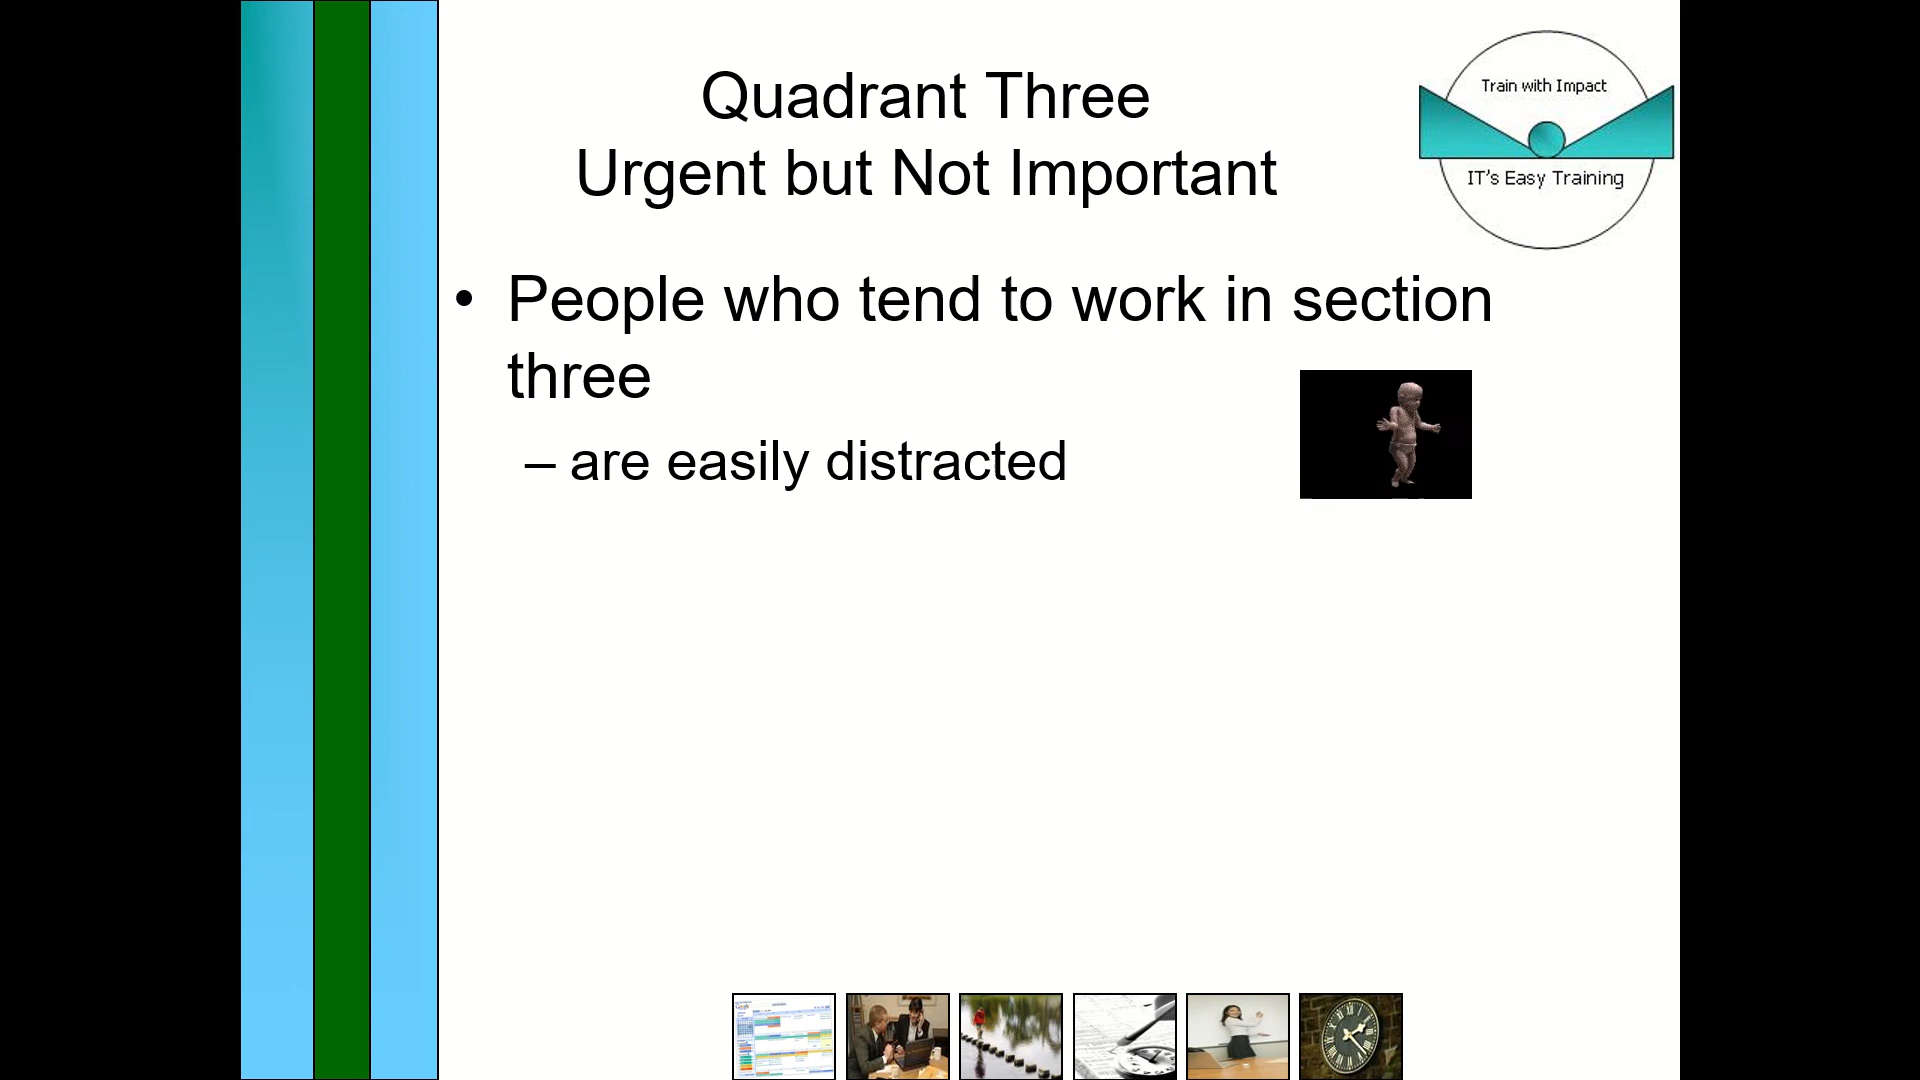 Quadrant Three
Urgent but Not Important
Train with Impact
IT's Easy Training
• People who tend to work in section
three
– are easily distracted